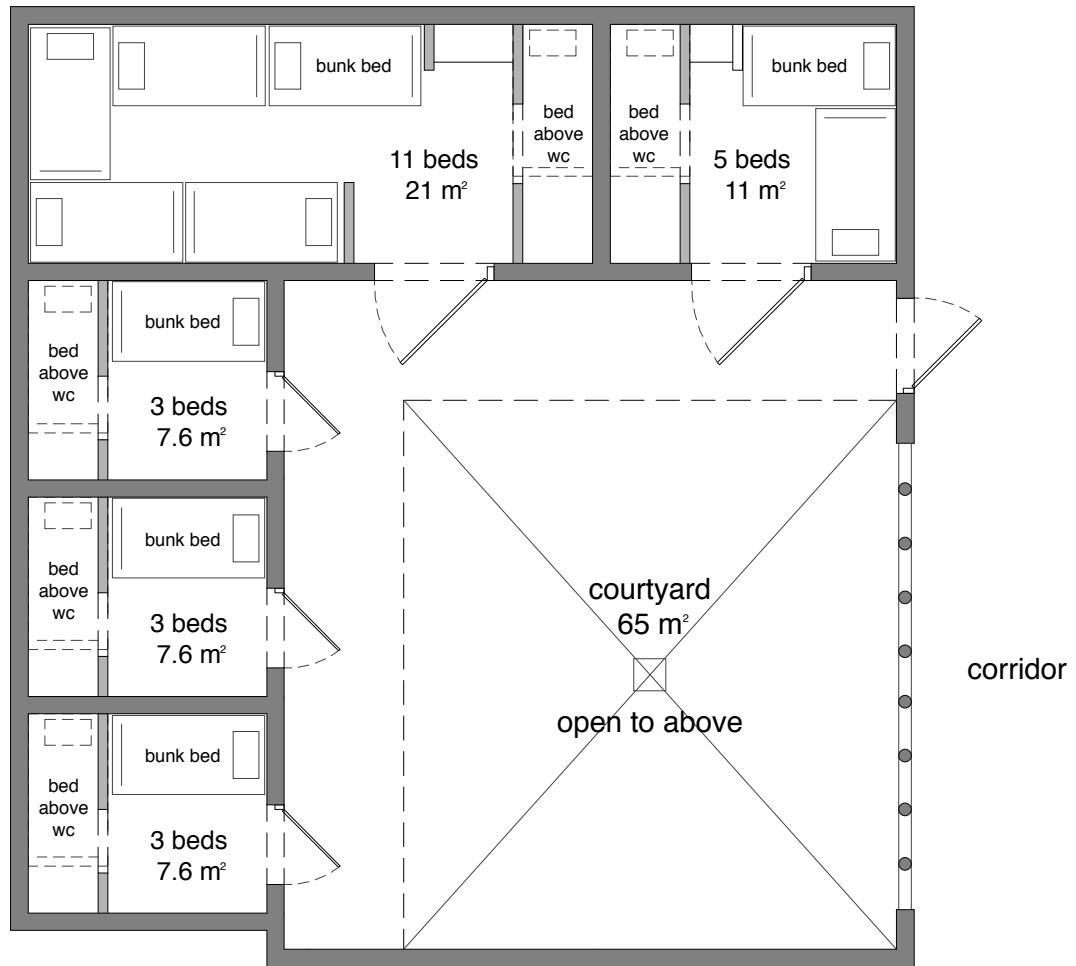 bunk bed
bed
above
wc
11 beds
21 m²
bed
above
wc
bunk bed
5 beds
11 m²
bunk bed
bed
above
wc
3 beds
7.6 m²
bunk bed
bed
above
wc
3 beds
7.6 m²
bunk bed
bed
above
wc
3 beds
7.6 m²
courtyard
65 m²
open to above
corridor